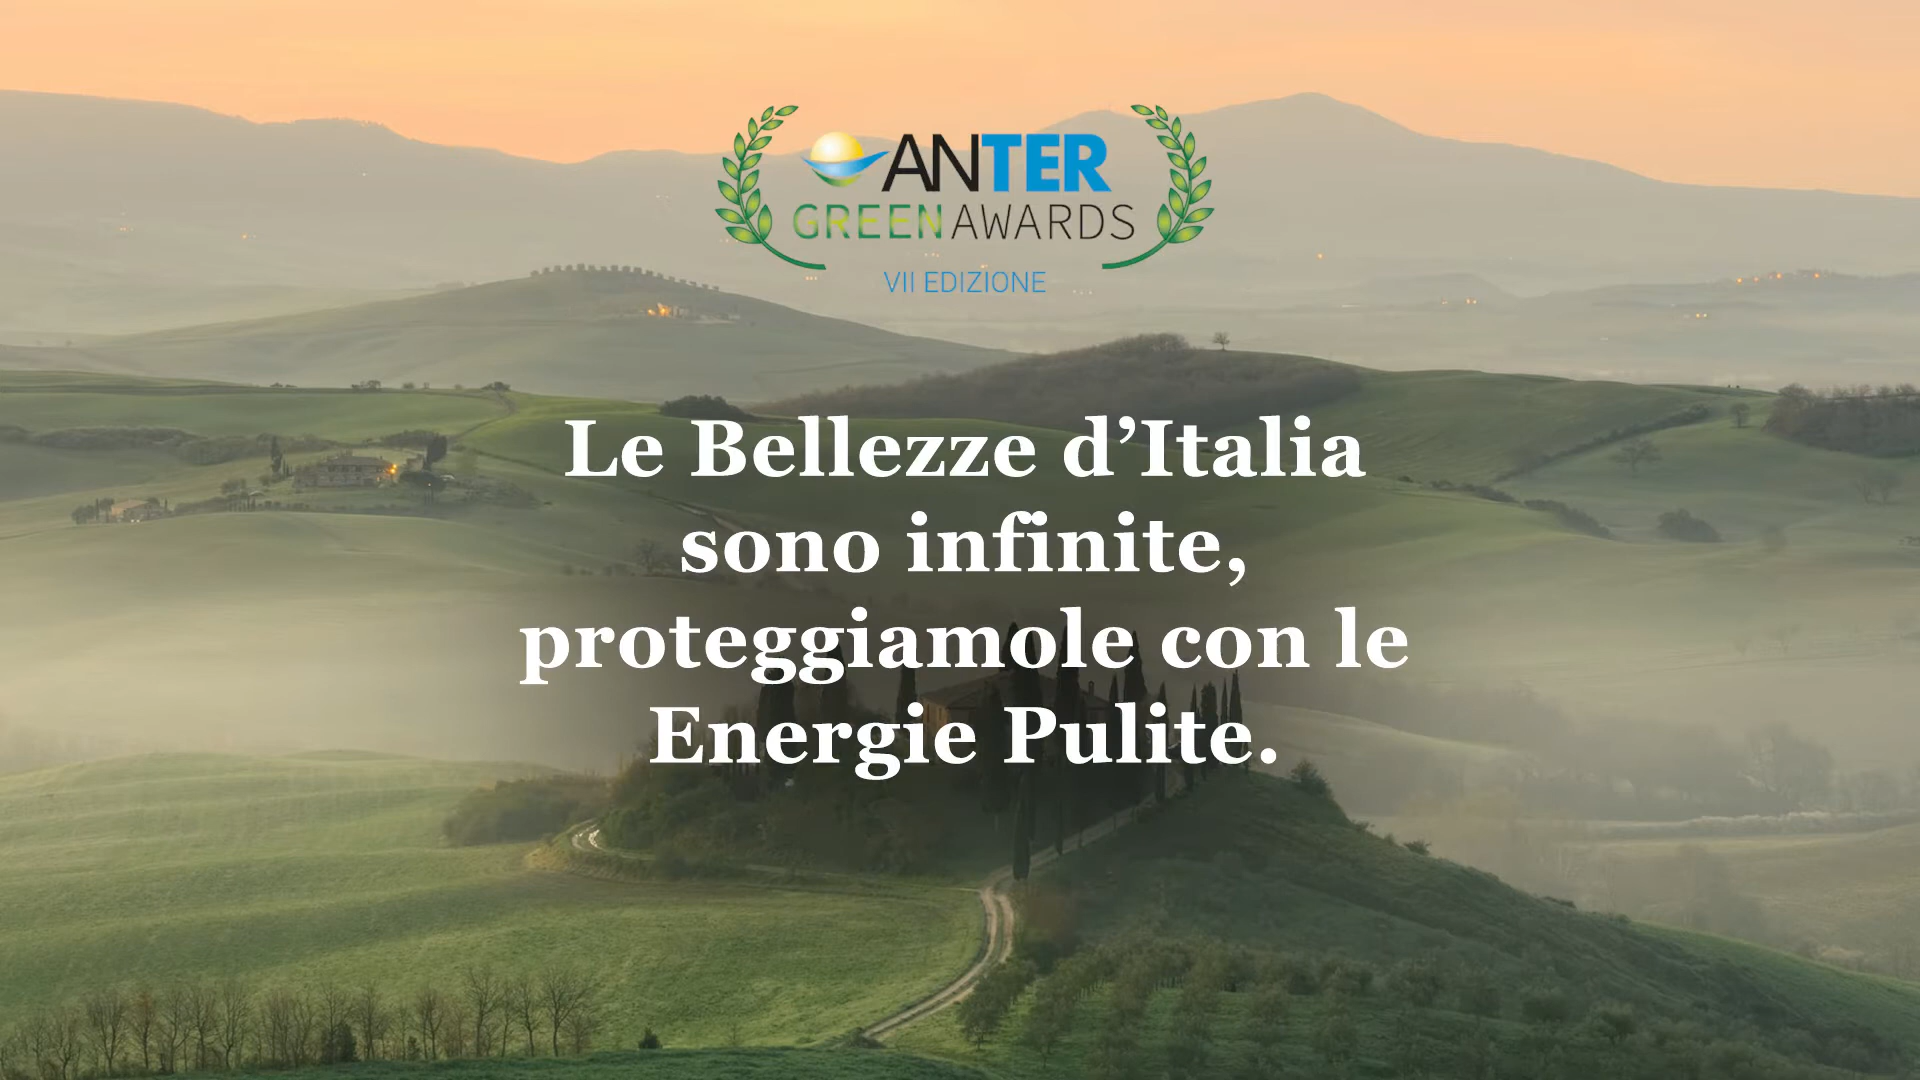 ANTER
GREEN AWARDS
VII EDIZIONE
Le Bellezze d’Italia
sono infinite,
proteggiamole con le
Energie Pulite.